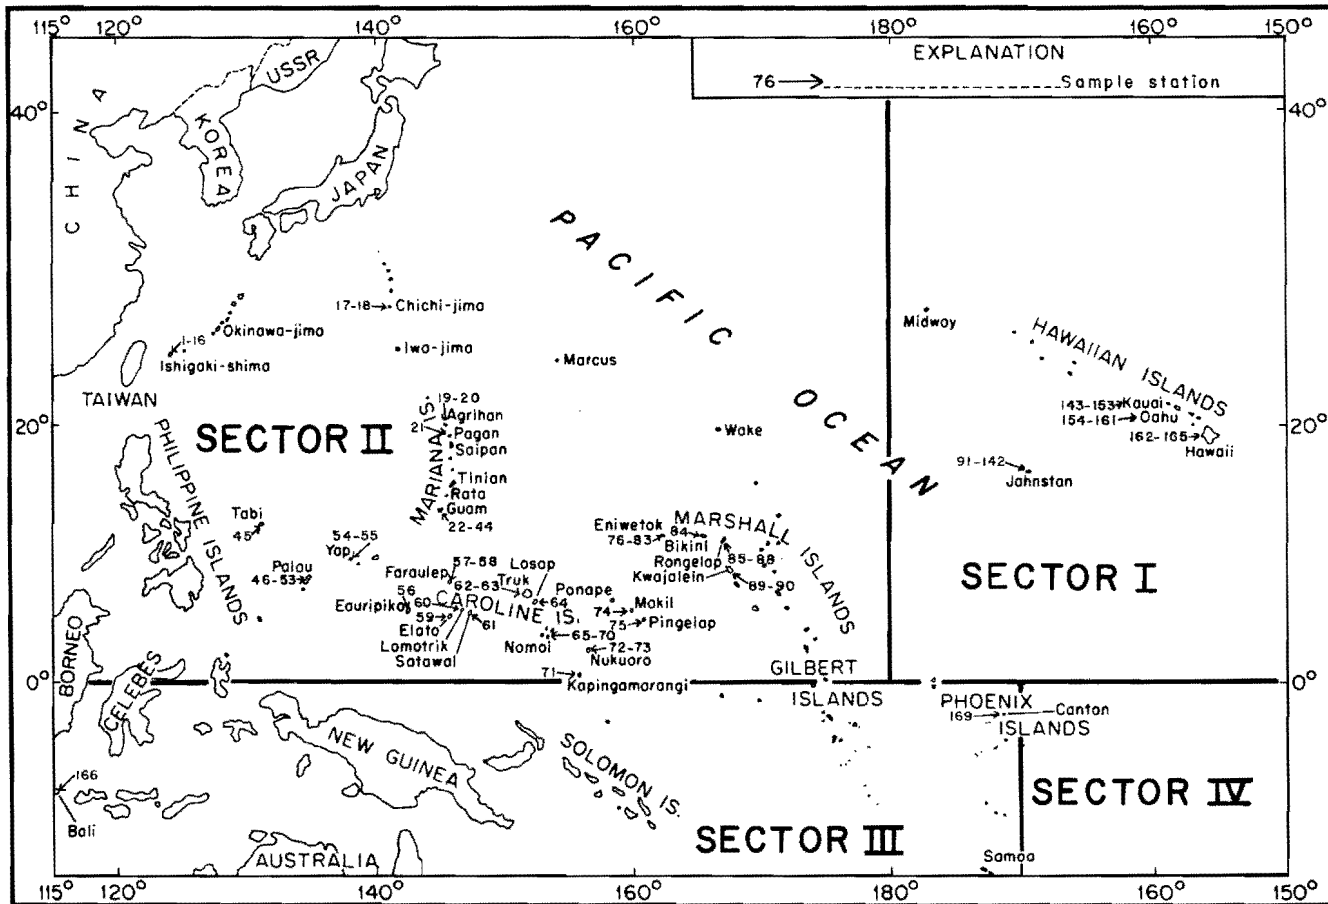 115° 120° 140° 160° 180° 160° 150°
EXPLANATION
76
Sample station
40°
40°
USSR
CHINA
KOREA
JAPAN
PACIFIC OCEAN
17-18
Chichi-jima
Okinawa-jima
1-16
Ishigaki-shima
Iwa-jima
Marcus
Midway
HAWAIIAN ISLANDS
TAIWAN
143-153
Kauai
154-161
Oahu
162-165
Hawaii
20°
20°
PHILIPPINE ISLANDS
SECTOR II
MARIANA IS.
19-20
Agrihan
21
Pagan
Saipan
Tinian
Rata
Guam
22-44
Wake
91-142
Jahnstan
Tabi
45
54-55
Yap
Palau
46-53
Eniwetok
76-83
84
MARSHALL ISLANDS
Bikini
Rongelap
85-88
Kwajalein
89-90
SECTOR I
57-58
Faraulep
62-63
Truk
Losap
Ponape
56
Eauripik
60
CAROLINE IS.
64
74
Mokil
59
61
75
Pingelap
Elato
Lomotrik
Satawal
Nomoi
65-70
72-73
Nukuoro
71
Kapingamarangi
GILBERT ISLANDS
BORNEO
CELEBES
0°
0°
PHOENIX ISLANDS
169
Canton
NEW GUINEA
SOLOMON IS.
166
Bali
SECTOR III
SECTOR IV
AUSTRALIA
Samoa
115° 120° 140° 160° 180° 160° 150°